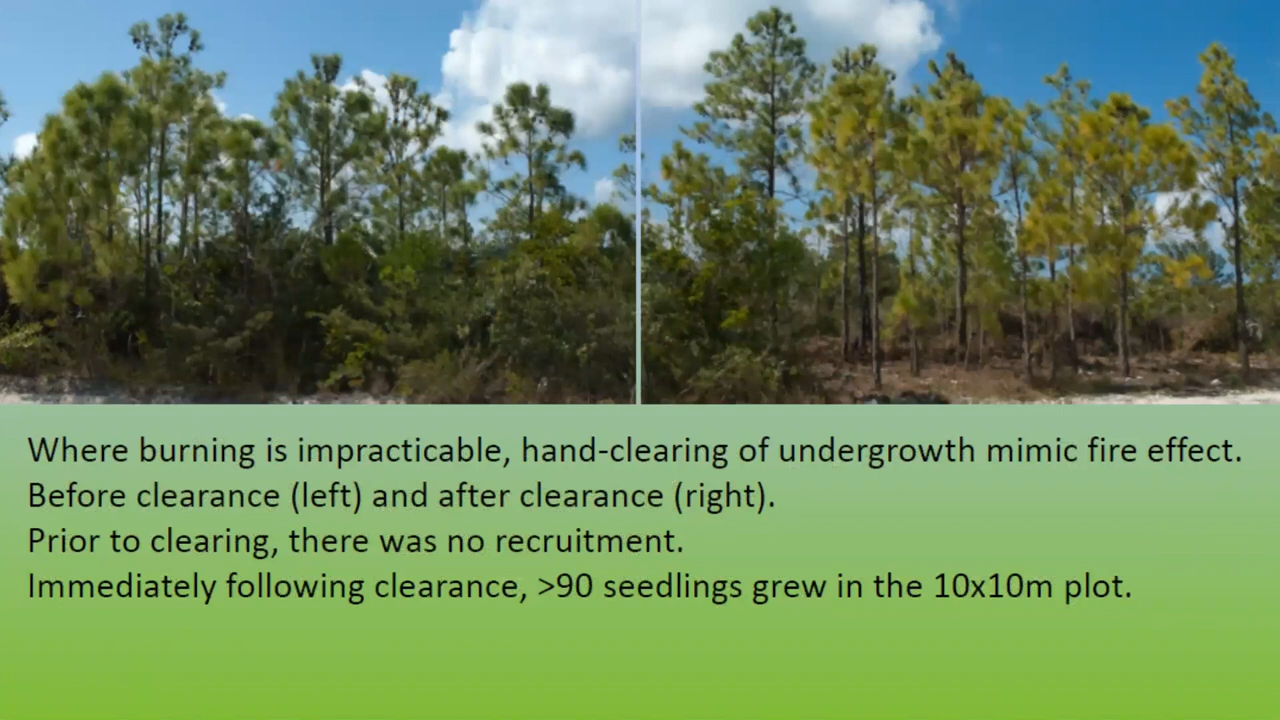 Where burning is impracticable, hand-clearing of undergrowth mimic fire effect.
Before clearance (left) and after clearance (right).
Prior to clearing, there was no recruitment.
Immediately following clearance, >90 seedlings grew in the 10x10m plot.